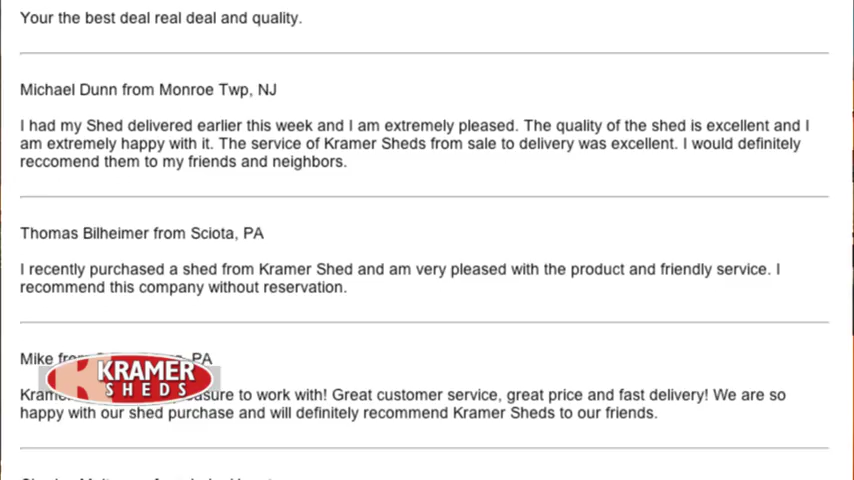 Your the best deal real deal and quality.
Michael Dunn from Monroe Twp, NJ
I had my Shed delivered earlier this week and I am extremely pleased. The quality of the shed is excellent and I
am extremely happy with it. The service of Kramer Sheds from sale to delivery was excellent. I would definitely
reccomend them to my friends and neighbors.
Thomas Bilheimer from Sciota, PA
I recently purchased a shed from Kramer Shed and am very pleased with the product and friendly service. I
recommend this company without reservation.
Mike PA
KRAMER
SHEDS
to work with! Great customer service, great price and fast delivery! We are so
happy with our shed purchase and will definitely recommend Kramer Sheds to our friends.